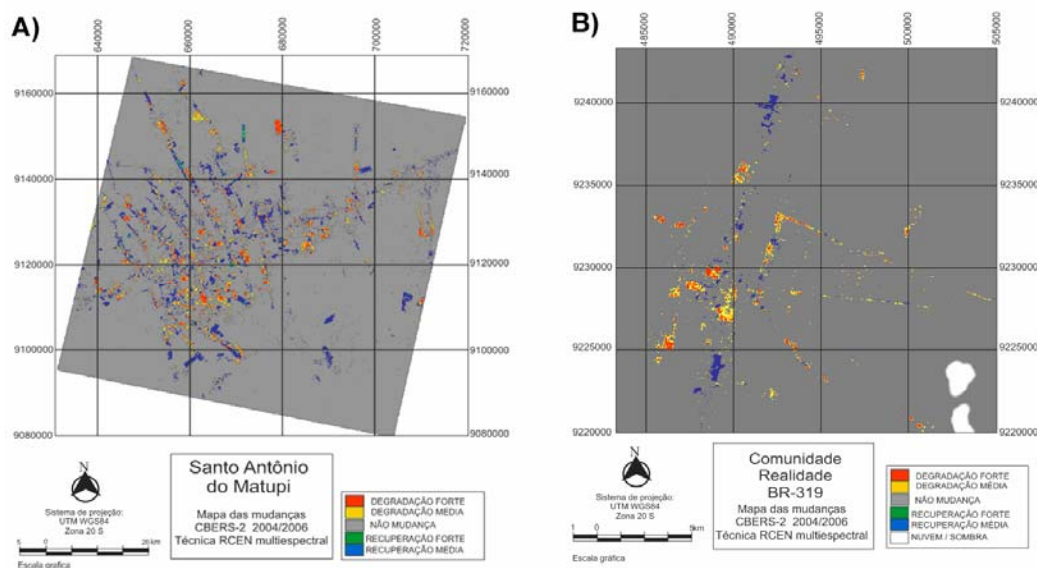 A)
640000
660000
680000
700000
720000
9160000
9140000
9120000
9100000
9080000
9160000
9140000
9120000
9100000
9080000
N
Sistema de projeção:
UTM WGS84
Zona 20 S
5 0 26 km
Escala gráfica
Santo Antônio
do Matupi
Mapa das mudanças
CBERS-2 2004/2006
Técnica RCEN multiespectral
DEGRADAÇÃO FORTE
DEGRADAÇÃO MÉDIA
NÃO MUDANÇA
RECUPERAÇÃO FORTE
RECUPERAÇÃO MÉDIA
B)
485000
490000
495000
500000
505000
9240000
9235000
9230000
9225000
9220000
9240000
9235000
9230000
9225000
9220000
N
Sistema de projeção:
UTM WGS84
Zona 20 S
1 0 5km
Escala gráfica
Comunidade
Realidade
BR-319
Mapa das mudanças
CBERS-2 2004/2006
Técnica RCEN multiespectral
DEGRADAÇÃO FORTE
DEGRADAÇÃO MÉDIA
NÃO MUDANÇA
RECUPERAÇÃO FORTE
RECUPERAÇÃO MÉDIA
NUVEM / SOMBRA